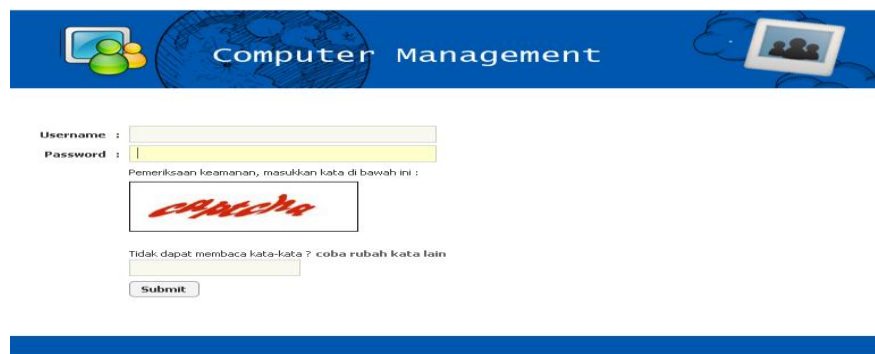 Computer Management
Username :
Password :
Pemeriksaan keamanan, masukkan kata di bawah ini :
captcha
Tidak dapat membaca kata-kata ? coba rubah kata lain
Submit